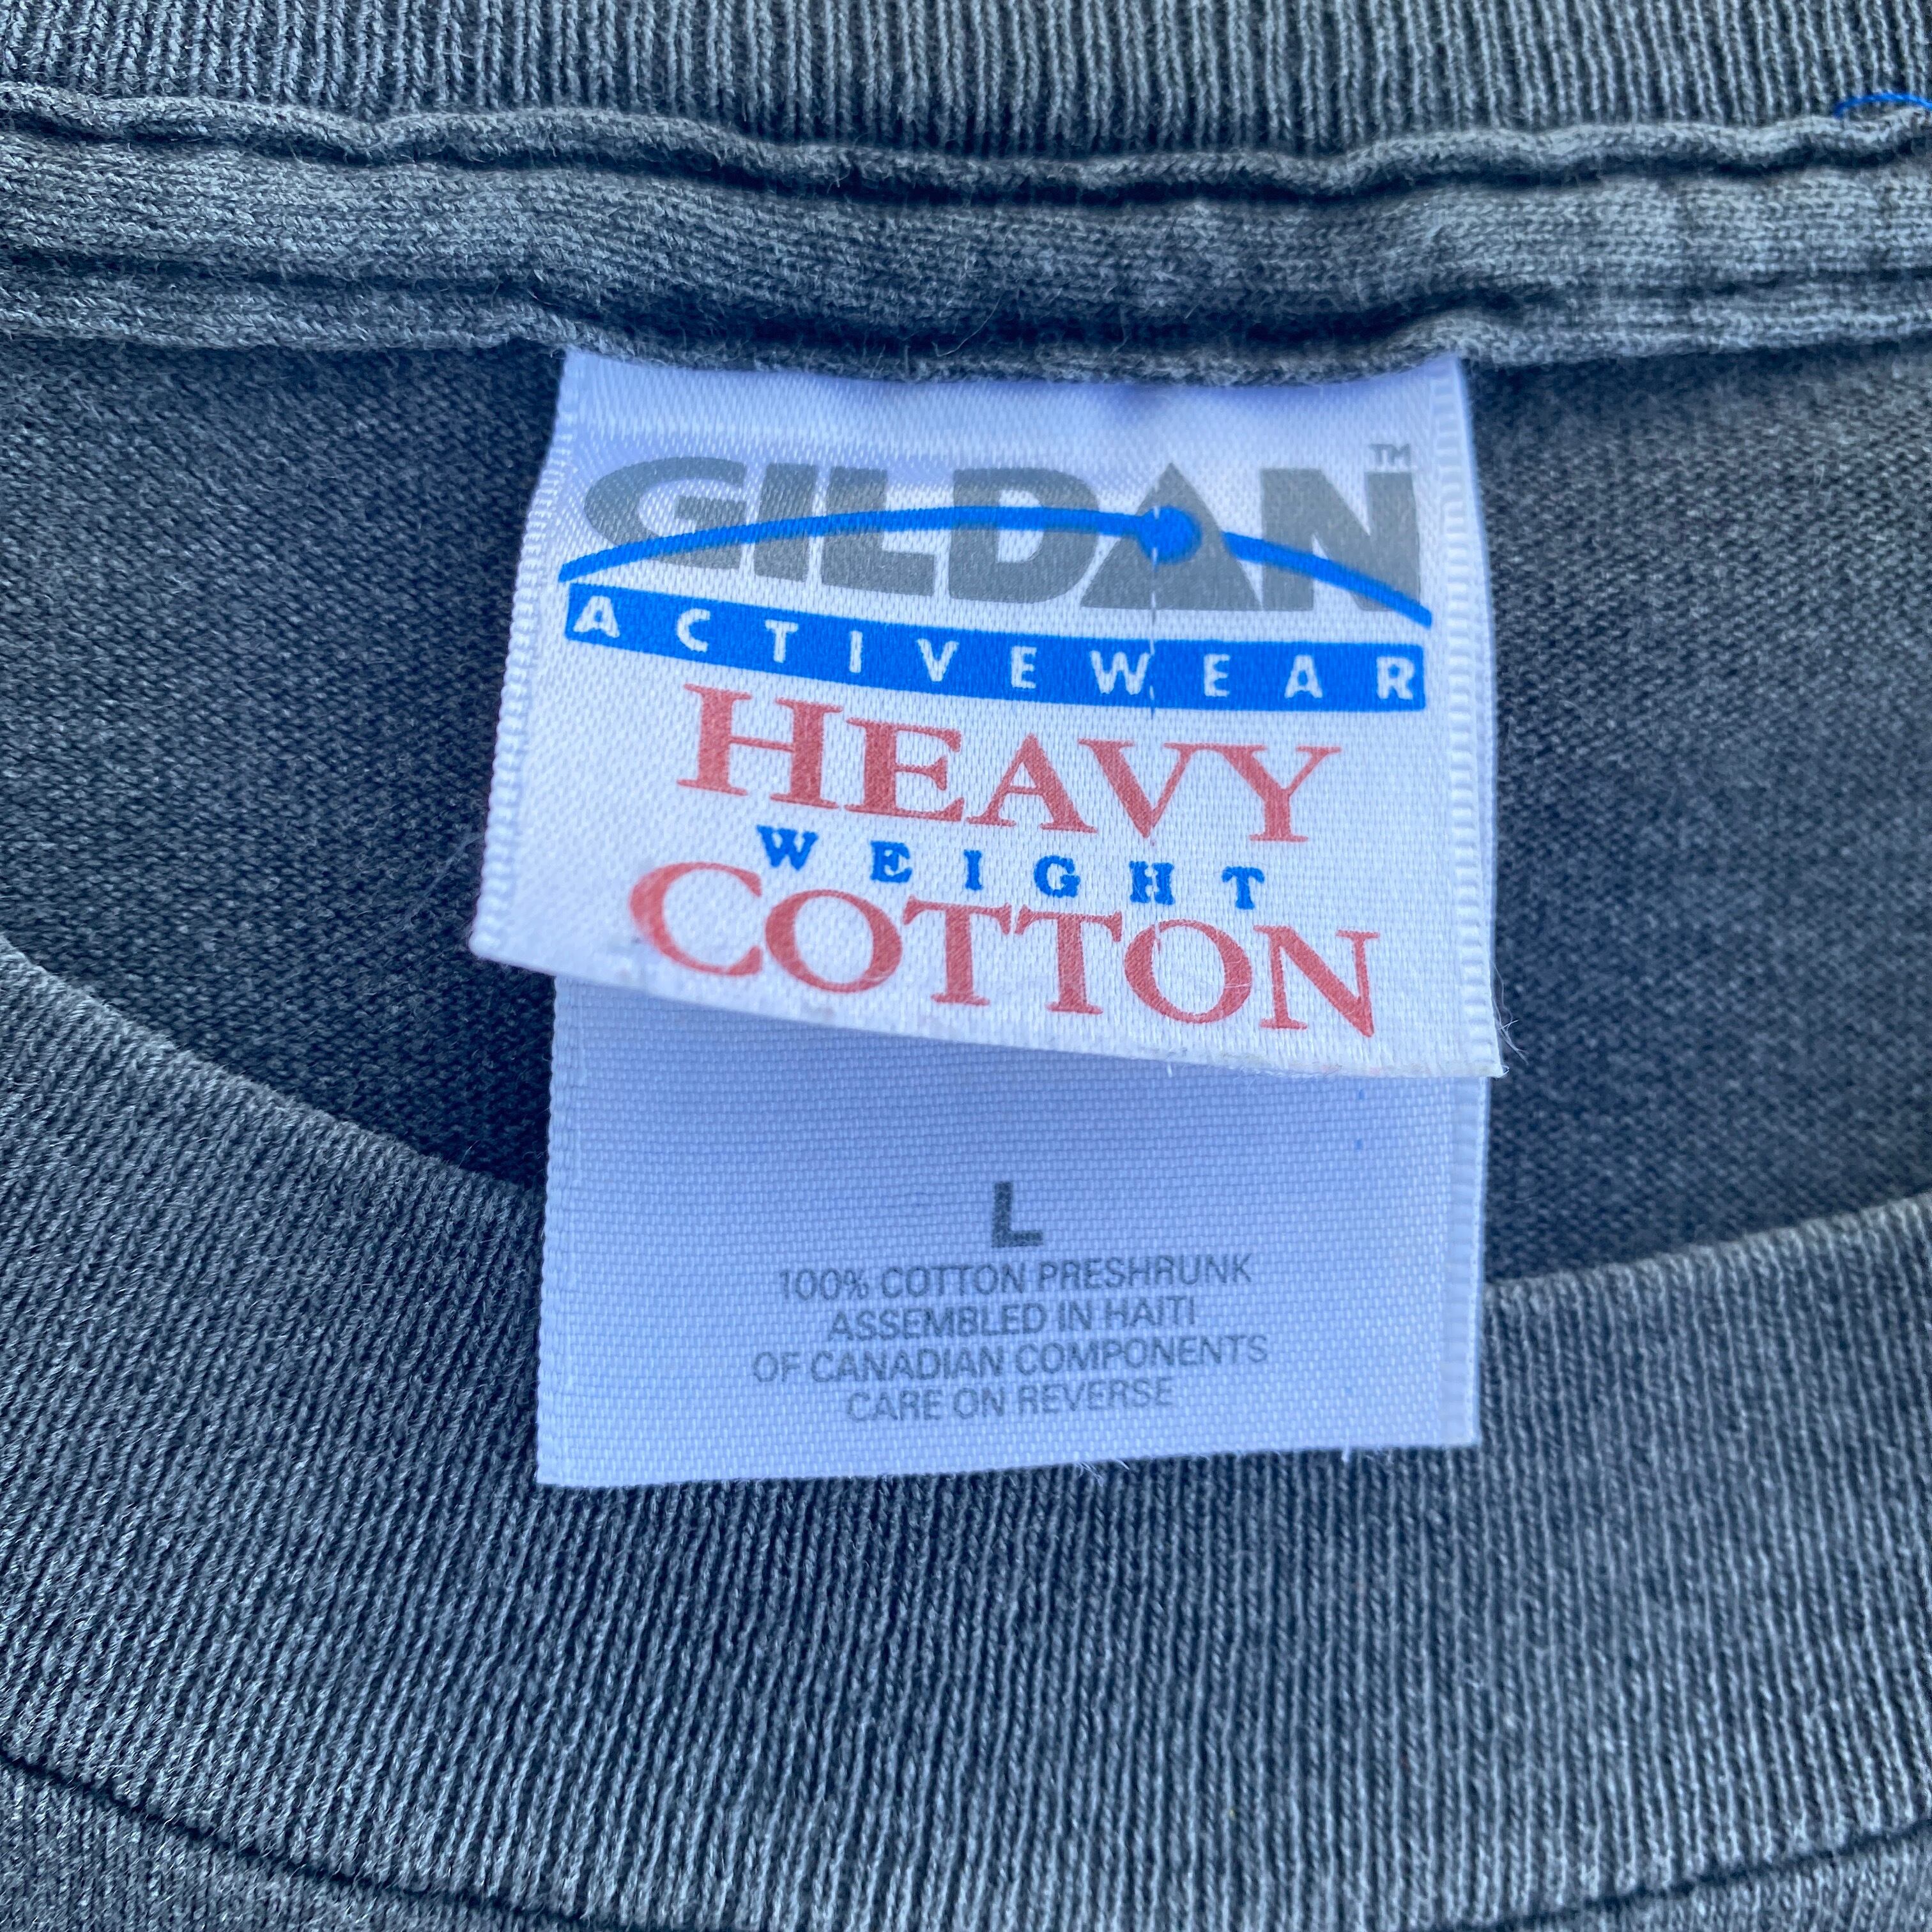 GILDAN™
ACTIVEWEAR
HEAVY
WEIGHT
COTTON
L
100% COTTON PRESHRUNK
ASSEMBLED IN HAITI
OF CANADIAN COMPONENTS
CARE ON REVERSE